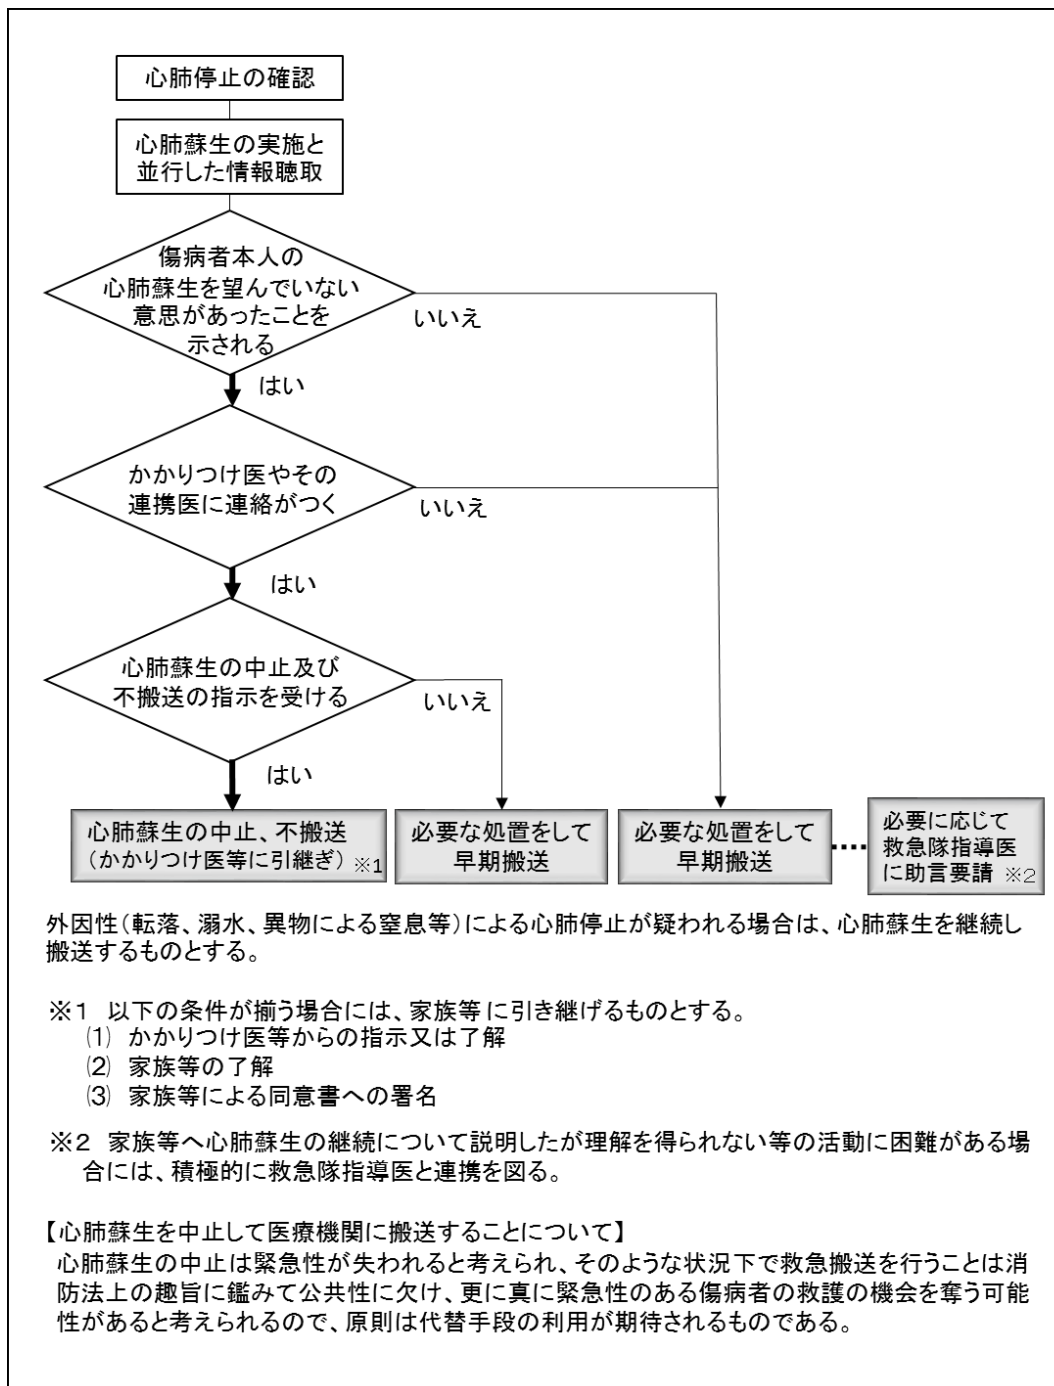 心肺停止の確認
心肺蘇生の実施と
並行した情報聴取
傷病者本人の
心肺蘇生を望んでいない
意思があったことを
示される
いいえ
はい
かかりつけ医やその
連携医に連絡がつく
いいえ
はい
心肺蘇生の中止及び
不搬送の指示を受ける
いいえ
はい
心肺蘇生の中止、不搬送
(かかりつけ医等に引継ぎ) ※1
必要な処置をして
早期搬送
必要な処置をして
早期搬送
必要に応じて
救急隊指導医
に助言要請 ※2
外因性(転落、溺水、異物による窒息等)による心肺停止が疑われる場合は、心肺蘇生を継続し
搬送するものとする。
※1 以下の条件が揃う場合には、家族等に引き継げるものとする。
⑴ かかりつけ医等からの指示又は了解
⑵ 家族等の了解
⑶ 家族等による同意書への署名
※2 家族等へ心肺蘇生の継続について説明したが理解を得られない等の活動に困難がある場
合には、積極的に救急隊指導医と連携を図る。
【心肺蘇生を中止して医療機関に搬送することについて】
心肺蘇生の中止は緊急性が失われると考えられ、そのような状況下で救急搬送を行うことは消
防法上の趣旨に鑑みて公共性に欠け、更に真に緊急性のある傷病者の救護の機会を奪う可能
性があると考えられるので、原則は代替手段の利用が期待されるものである。